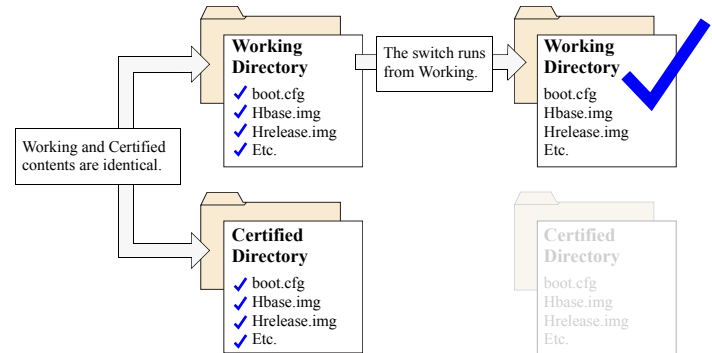 Working
Directory
boot.cfg
Hbase.img
Hrelease.img
Etc.
The switch runs
from Working.
Working
Directory
boot.cfg
Hbase.img
Hrelease.img
Etc.
Working and Certified
contents are identical.
Certified
Directory
boot.cfg
Hbase.img
Hrelease.img
Etc.
Certified
Directory
boot.cfg
Hbase.img
Hrelease.img
Etc.